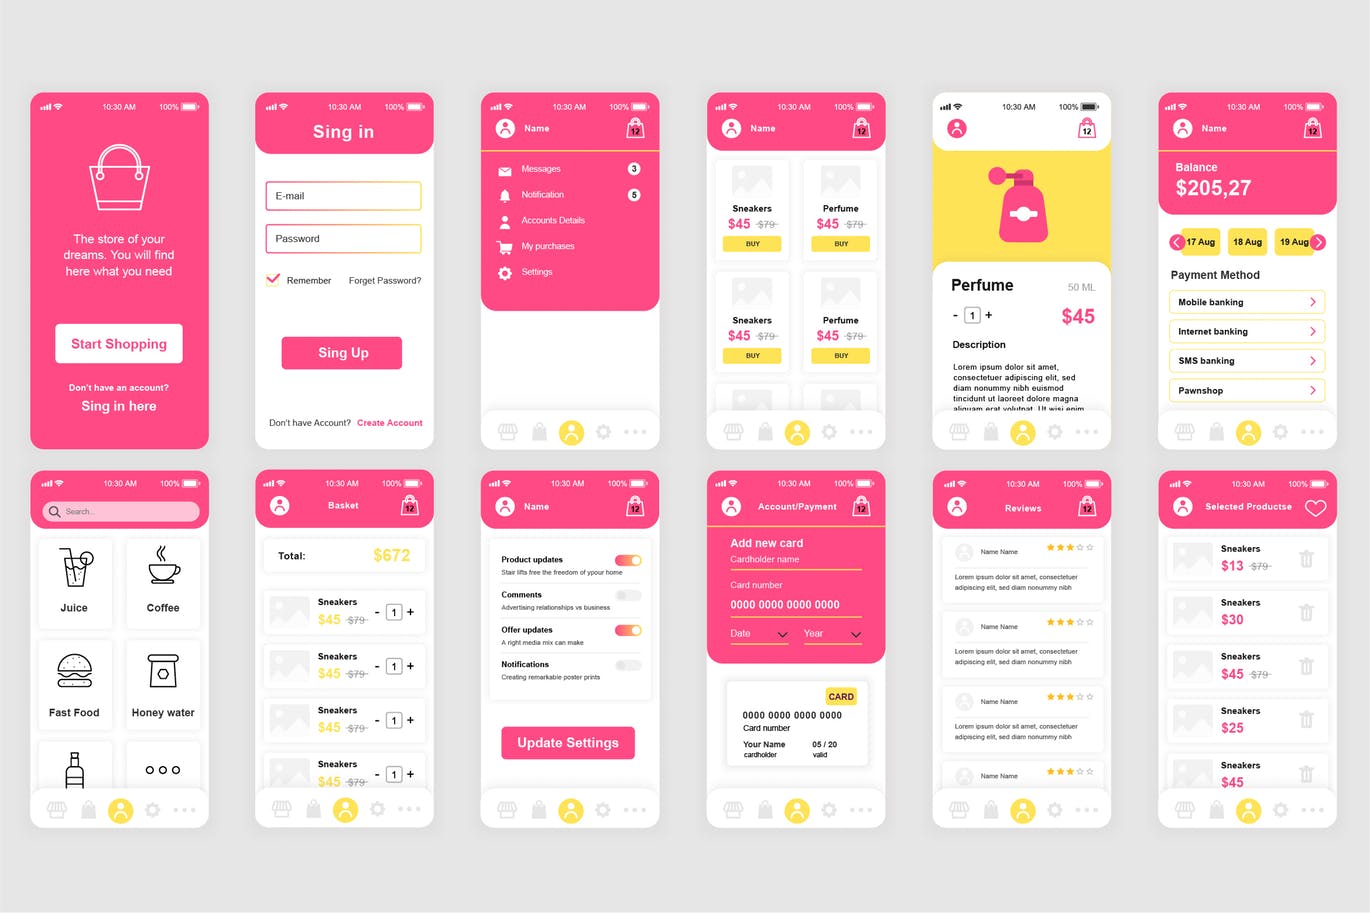 10:30 AM 100%
The store of your
dreams. You will find
here what you need
Start Shopping
Don't have an account?
Sing in here
10:30 AM 100%
Sing in
E-mail
Password
Remember Forget Password?
Sing Up
Don't have Account? Create Account
10:30 AM 100%
Name 12
Messages 3
Notification 5
Accounts Details
My purchases
Settings
10:30 AM 100%
Name 12
Sneakers Perfume
$45 $79 $45 $79
BUY BUY
Sneakers Perfume
$45 $79 $45 $79
BUY BUY
10:30 AM 100%
12
Perfume 50 ML
- 1 + $45
Description
Lorem ipsum dolor sit amet,
consectetuer adipiscing elit, sed
diam nonummy nibh euismod
tincidunt ut laoreet dolore magna
aliquam erat volutpat. Ut wisi enim
10:30 AM 100%
Name 12
Balance
$205,27
17 Aug 18 Aug 19 Aug
Payment Method
Mobile banking
Internet banking
SMS banking
Pawnshop
10:30 AM 100%
Search...
Juice Coffee
Fast Food Honey water
10:30 AM 100%
Basket 12
Total: $672
Sneakers
$45 $79 - 1 +
Sneakers
$45 $79 - 1 +
Sneakers
$45 $79 - 1 +
Sneakers
$45 $79 - 1 +
10:30 AM 100%
Name 12
Product updates
Stair lifts free the freedom of ypour home
Comments
Advertising relationships vs business
Offer updates
A right media mix can make
Notifications
Creating remarkable poster prints
Update Settings
10:30 AM 100%
Account/Payment 12
Add new card
Cardholder name
Card number
0000 0000 0000 0000
Date Year
CARD
0000 0000 0000 0000
Card number
Your Name 05 / 20
cardholder valid
10:30 AM 100%
Reviews 12
Name Name
Lorem ipsum dolor sit amet, consectetuer
adipiscing elit, sed diam nonummy nibh
Name Name
Lorem ipsum dolor sit amet, consectetuer
adipiscing elit, sed diam nonummy nibh
Name Name
Lorem ipsum dolor sit amet, consectetuer
adipiscing elit, sed diam nonummy nibh
Name Name
10:30 AM 100%
Selected Productse
Sneakers
$13 $79
Sneakers
$30
Sneakers
$45 $79
Sneakers
$25
Sneakers
$45